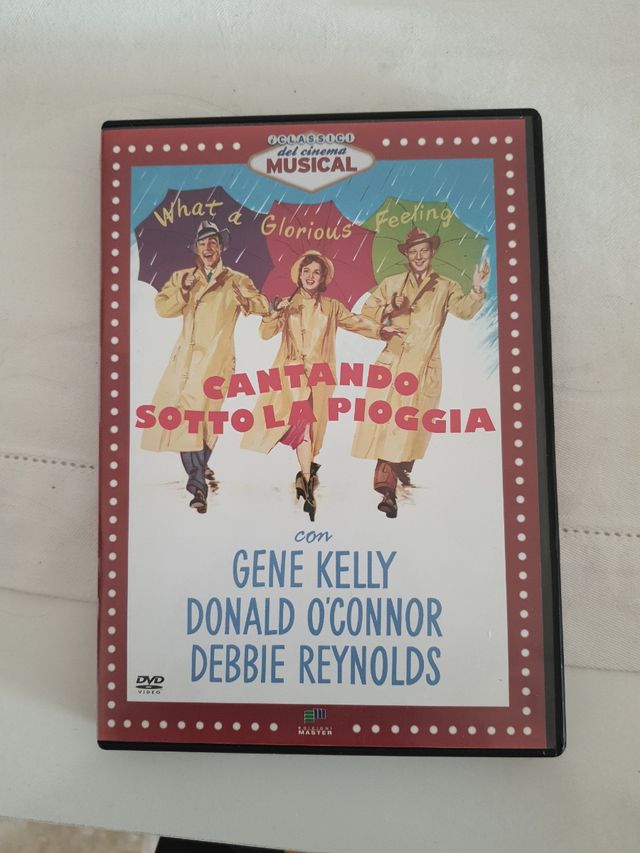 i CLASSICI
del cinema
MUSICAL
What a Glorious Feeling
CANTANDO
SOTTO LA PIOGGIA
con
GENE KELLY
DONALD O'CONNOR
DEBBIE REYNOLDS
DVD
VIDEO
EM
EDIZIONI
MASTER